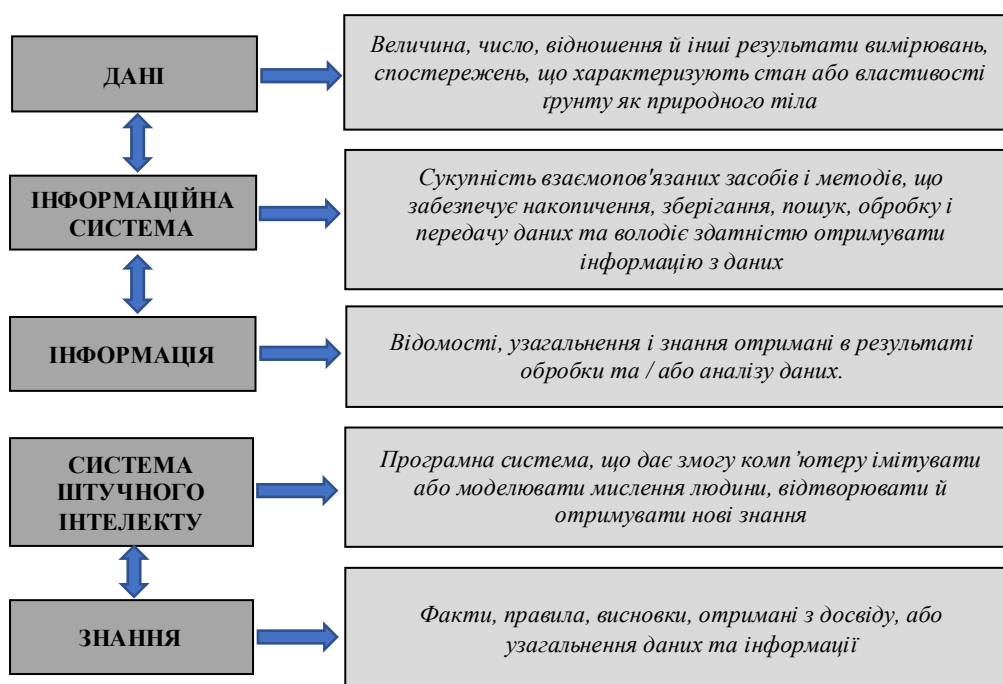 ДАНІ
Величина, число, відношення й інші результати вимірювань,
спостережень, що характеризують стан або властивості
ґрунту як природного тіла
ІНФОРМАЦІЙНА
СИСТЕМА
Сукупність взаємопов'язаних засобів і методів, що
забезпечує накопичення, зберігання, пошук, обробку і
передачу даних та володіє здатністю отримувати
інформацію з даних
ІНФОРМАЦІЯ
Відомості, узагальнення і знання отримані в результаті
обробки та / або аналізу даних.
СИСТЕМА
ШТУЧНОГО
ІНТЕЛЕКТУ
Програмна система, що дає змогу комп’ютеру імітувати
або моделювати мислення людини, відтворювати й
отримувати нові знання
ЗНАННЯ
Факти, правила, висновки, отримані з досвіду, або
узагальнення даних та інформації